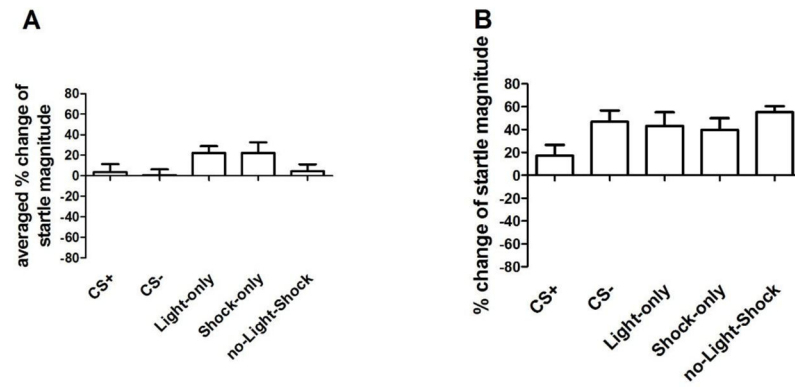 A
averaged % change of
startle magnitude
80
60
40
20
0
-20
-40
-60
-80
CS+
CS-
Light-only
Shock-only
no-Light-Shock
B
% change of startle magnitude
80
60
40
20
0
-20
-40
-60
-80
CS+
CS-
Light-only
Shock-only
no-Light-Shock